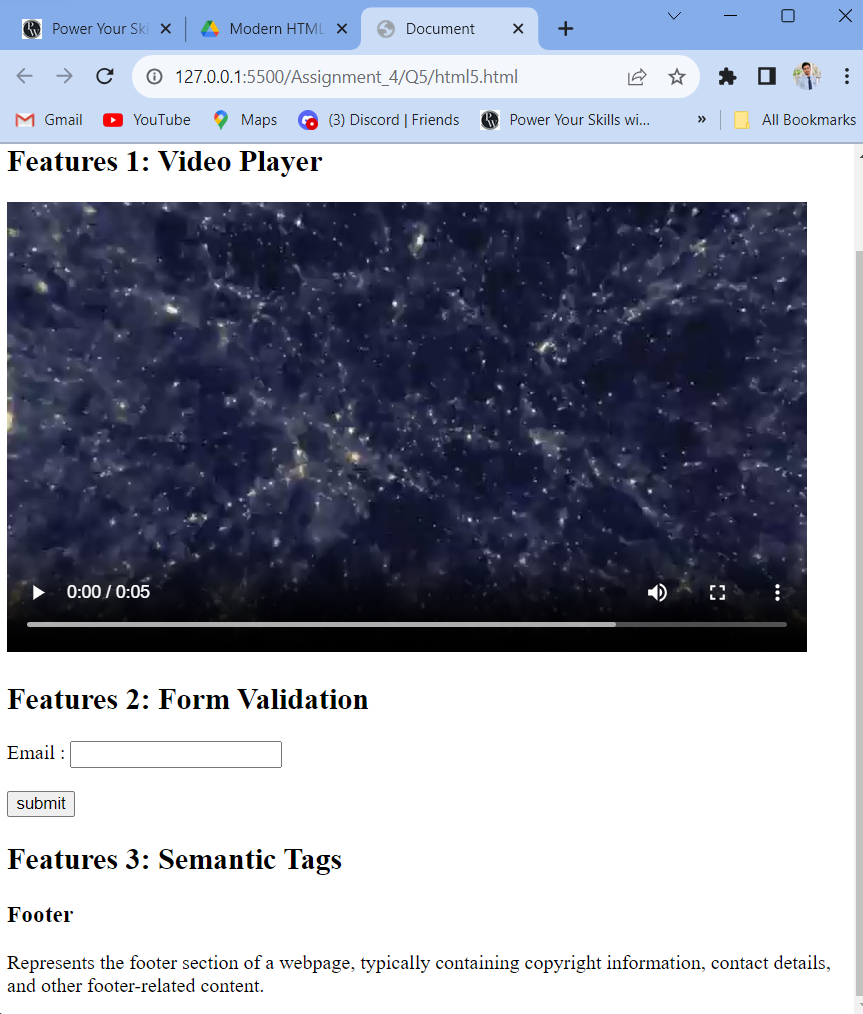 Power Your Ski
Modern HTML
Document
127.0.0.1:5500/Assignment_4/Q5/html5.html
Gmail
YouTube
Maps
(3) Discord | Friends
Power Your Skills wi...
»
All Bookmarks
Features 1: Video Player
0:00 / 0:05
Features 2: Form Validation
Email :
submit
Features 3: Semantic Tags
Footer
Represents the footer section of a webpage, typically containing copyright information, contact details,
and other footer-related content.